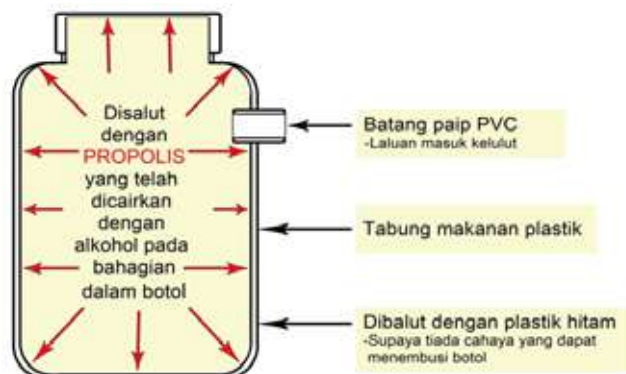 Disalut
dengan
PROPOLIS
yang telah
dicairkan
dengan
alkohol pada
bahagian
dalam botol
Batang paip PVC
-Laluan masuk kelulut
Tabung makanan plastik
Dibalut dengan plastik hitam
-Supaya tiada cahaya yang dapat
menembusi botol